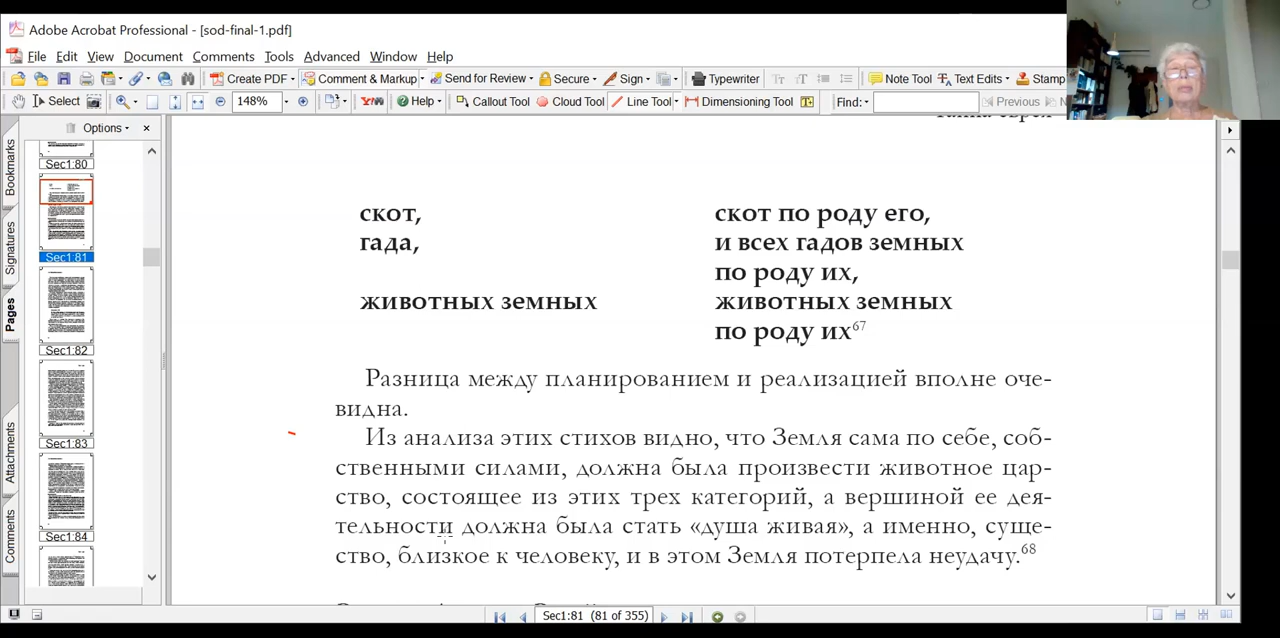 Adobe Acrobat Professional - [sod-final-1.pdf]
File Edit View Document Comments Tools Advanced Window Help
Create PDF Comment & Markup Send for Review Secure Sign Typewriter Note Tool Text Edits Stamp
Select 148% Help Callout Tool Cloud Tool Line Tool Dimensioning Tool Find: Previous
Options
Bookmarks
Signatures
Pages
Attachments
Comments
Sec1:80
Sec1:81
Sec1:82
Sec1:83
Sec1:84
скот,
гада,
животных земных
скот по роду его,
и всех гадов земных
по роду их,
животных земных
по роду их67
Разница между планированием и реализацией вполне оче-
видна.
Из анализа этих стихов видно, что Земля сама по себе, соб-
ственными силами, должна была произвести животное цар-
ство, состоящее из этих трех категорий, а вершиной ее дея-
тельности должна была стать «душа живая», а именно, суще-
ство, близкое к человеку, и в этом Земля потерпела неудачу.68
Sec1:81 (81 of 355)